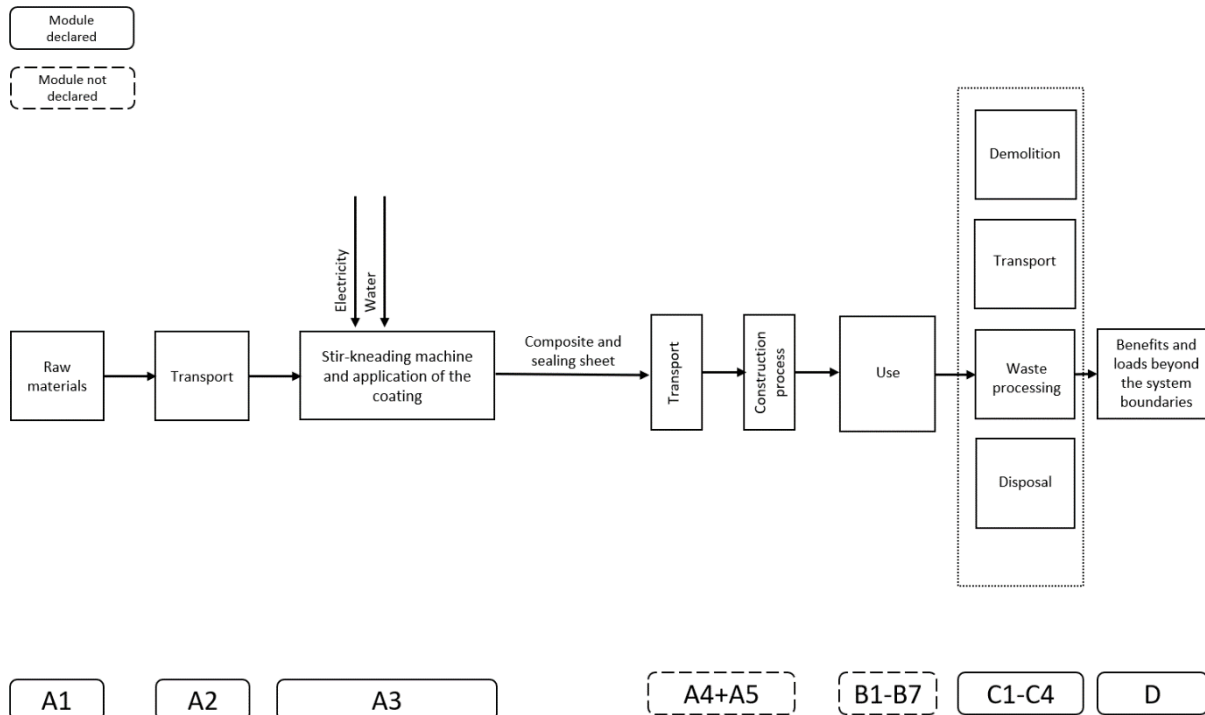 Module
declared
Module not
declared
Electricity
Water
Raw
materials
Transport
Stir-kneading machine
and application of the
coating
Composite and
sealing sheet
Transport
Construction
process
Use
Demolition
Transport
Waste
processing
Disposal
Benefits and
loads beyond
the system
boundaries
A1
A2
A3
A4+A5
B1-B7
C1-C4
D